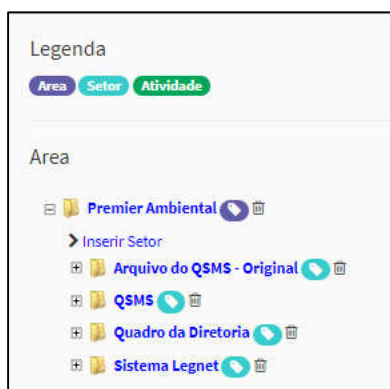 Legenda
Area Setor Atividade
Area
Premier Ambiental
Inserir Setor
Arquivo do QSMS - Original
QSMS
Quadro da Diretoria
Sistema Legnet